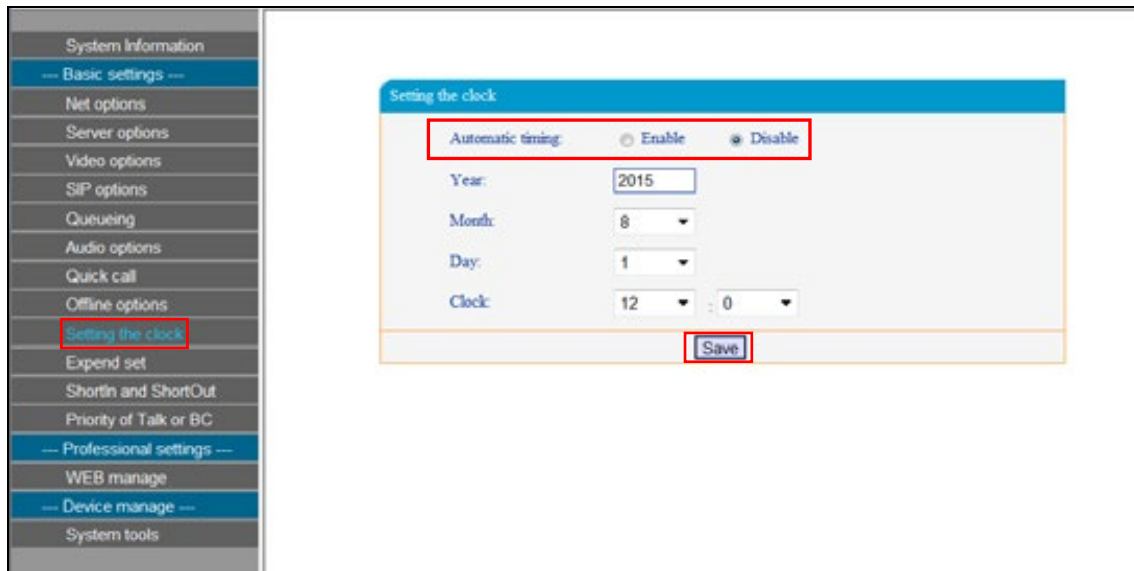 System Information
--- Basic settings ---
Net options
Server options
Video options
SIP options
Queueing
Audio options
Quick call
Offline options
Setting the clock
Expend set
ShortIn and ShortOut
Priority of Talk or BC
--- Professional settings ---
WEB manage
--- Device manage ---
System tools
Setting the clock
Automatic timing: Enable Disable
Year: 2015
Month: 8
Day: 1
Clock: 12 : 0
Save